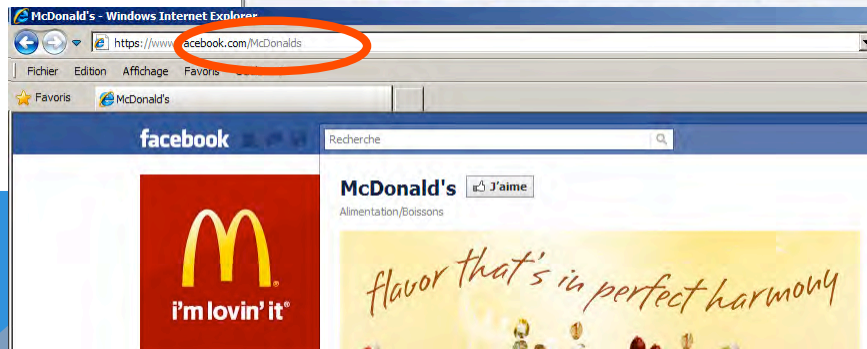 McDonald's - Windows Internet Explorer
https://www.facebook.com/McDonalds
Fichier Edition Affichage Favoris
Favoris McDonald's
facebook Recherche
McDonald's J'aime
Alimentation/Boissons
flavor that's in perfect harmony
i'm lovin' it®